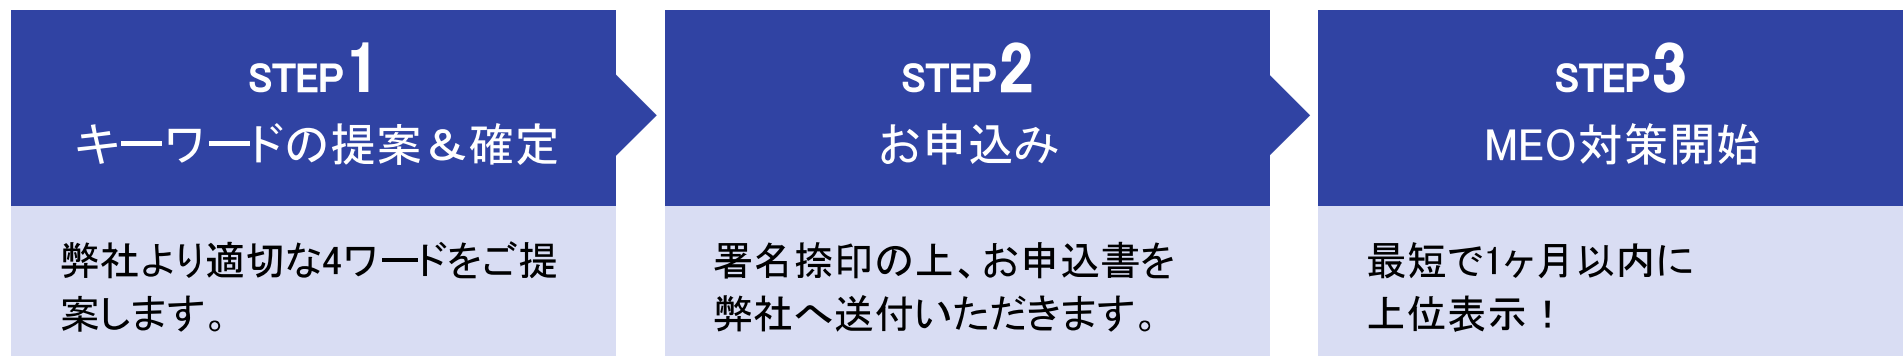 STEP1
キーワードの提案＆確定
弊社より適切な4ワードをご提
案します。
STEP2
お申込み
署名捺印の上、お申込書を
弊社へ送付いただきます。
STEP3
MEO対策開始
最短で1ヶ月以内に
上位表示！